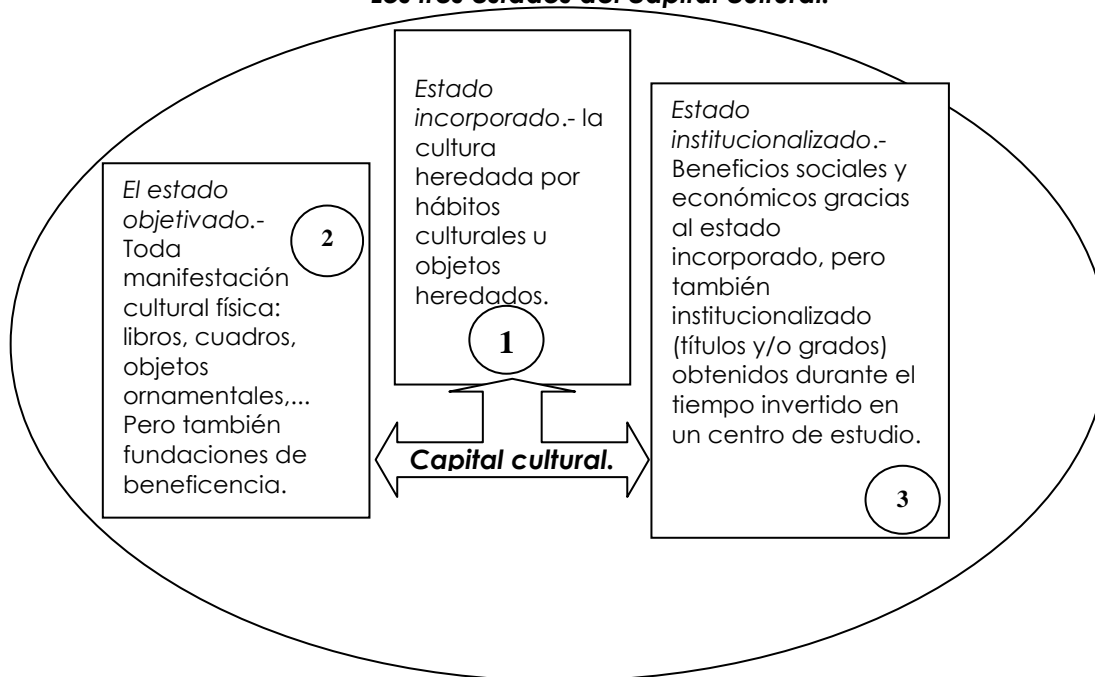 Los tres estados del Capital Cultural.
Estado
incorporado.- la
cultura
heredada por
hábitos
culturales u
objetos
heredados.
1
El estado
objetivado.-
Toda
manifestación
cultural física:
libros, cuadros,
objetos
ornamentales,...
Pero también
fundaciones de
beneficencia.
2
Estado
institucionalizado.-
Beneficios sociales y
económicos gracias
al estado
incorporado, pero
también
institucionalizado
(títulos y/o grados)
obtenidos durante el
tiempo invertido en
un centro de estudio.
3
Capital cultural.